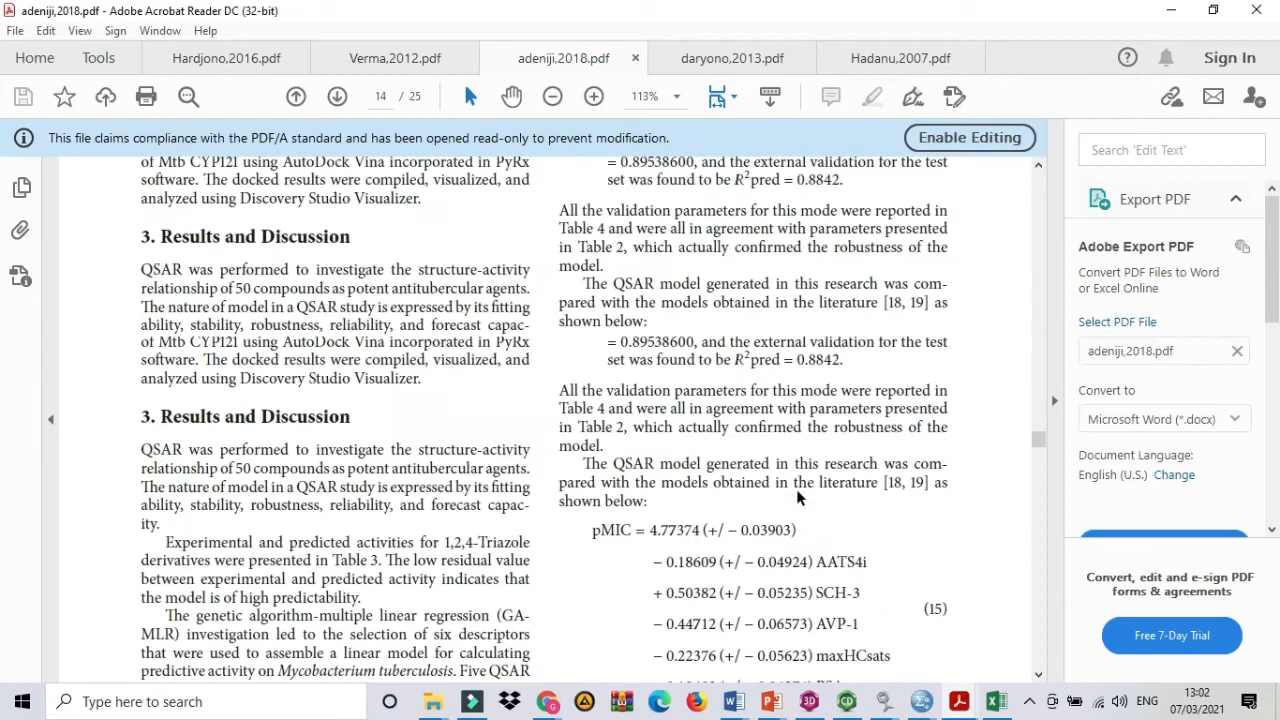 adeniji,2018.pdf - Adobe Acrobat Reader DC (32-bit)
File Edit View Sign Window Help
Home Tools Hardjono,2016.pdf Verma,2012.pdf adeniji,2018.pdf × daryono,2013.pdf Hadanu,2007.pdf Sign In
14 / 25 113%
This file claims compliance with the PDF/A standard and has been opened read-only to prevent modification. Enable Editing
of Mtb CYP121 using AutoDock Vina incorporated in PyRx
software. The docked results were compiled, visualized, and
analyzed using Discovery Studio Visualizer.
3. Results and Discussion
QSAR was performed to investigate the structure-activity
relationship of 50 compounds as potent antitubercular agents.
The nature of model in a QSAR study is expressed by its fitting
ability, stability, robustness, reliability, and forecast capac-
of Mtb CYP121 using AutoDock Vina incorporated in PyRx
software. The docked results were compiled, visualized, and
analyzed using Discovery Studio Visualizer.
3. Results and Discussion
QSAR was performed to investigate the structure-activity
relationship of 50 compounds as potent antitubercular agents.
The nature of model in a QSAR study is expressed by its fitting
ability, stability, robustness, reliability, and forecast capac-
ity.
Experimental and predicted activities for 1,2,4-Triazole
derivatives were presented in Table 3. The low residual value
between experimental and predicted activity indicates that
the model is of high predictability.
The genetic algorithm-multiple linear regression (GA-
MLR) investigation led to the selection of six descriptors
that were used to assemble a linear model for calculating
predictive activity on Mycobacterium tuberculosis. Five QSAR
= 0.89538600, and the external validation for the test
set was found to be R²pred = 0.8842.
All the validation parameters for this mode were reported in
Table 4 and were all in agreement with parameters presented
in Table 2, which actually confirmed the robustness of the
model.
The QSAR model generated in this research was com-
pared with the models obtained in the literature [18, 19] as
shown below:
= 0.89538600, and the external validation for the test
set was found to be R²pred = 0.8842.
All the validation parameters for this mode were reported in
Table 4 and were all in agreement with parameters presented
in Table 2, which actually confirmed the robustness of the
model.
The QSAR model generated in this research was com-
pared with the models obtained in the literature [18, 19] as
shown below:
pMIC = 4.77374 (+/ − 0.03903)
− 0.18609 (+/ − 0.04924) AATS4i
+ 0.50382 (+/ − 0.05235) SCH-3
(15)
− 0.44712 (+/ − 0.06573) AVP-1
− 0.22376 (+/ − 0.05623) maxHCsats
Search 'Edit Text'
Export PDF
Adobe Export PDF
Convert PDF Files to Word
or Excel Online
Select PDF File
adeniji,2018.pdf
Convert to
Microsoft Word (*.docx)
Document Language:
English (U.S.) Change
Convert, edit and e-sign PDF
forms & agreements
Free 7-Day Trial
Type here to search
ENG
13:02
07/03/2021